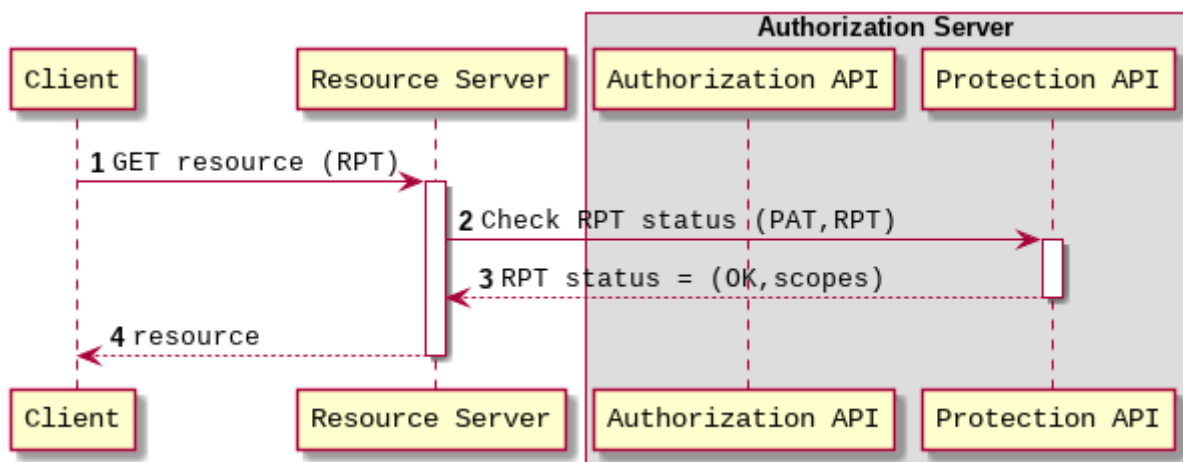 Authorization Server
Client
Resource Server
Authorization API
Protection API
1 GET resource (RPT)
2 Check RPT status (PAT,RPT)
3 RPT status = (OK,scopes)
4 resource
Client
Resource Server
Authorization API
Protection API